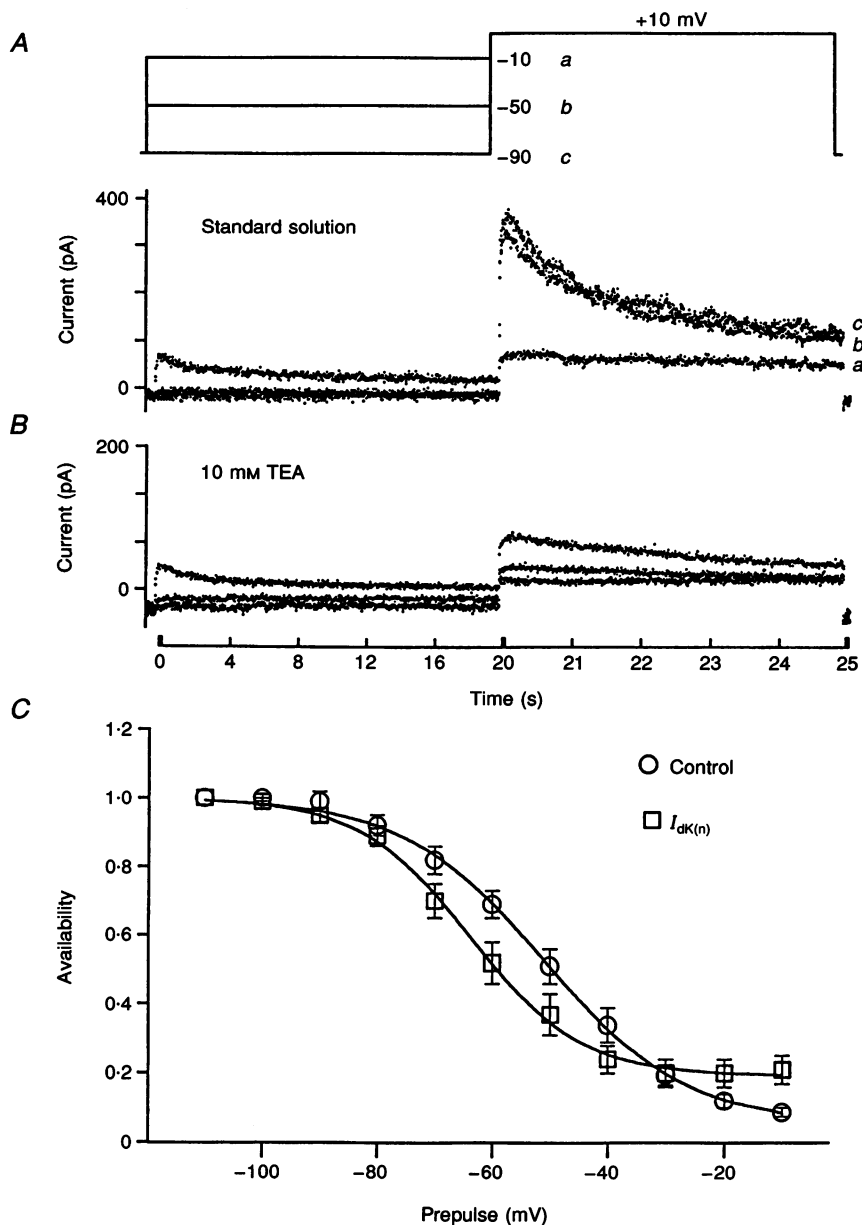 A
+10 mV
−10 a
−50 b
−90 c
400
Standard solution
Current (pA)
0
c
b
a
B
200
10 mM TEA
Current (pA)
0
0 4 8 12 16 20 21 22 23 24 25
Time (s)
C
1·2
1·0
0·8
0·6
0·4
0·2
0
Availability
Control
IdK(n)
−100 −80 −60 −40 −20
Prepulse (mV)